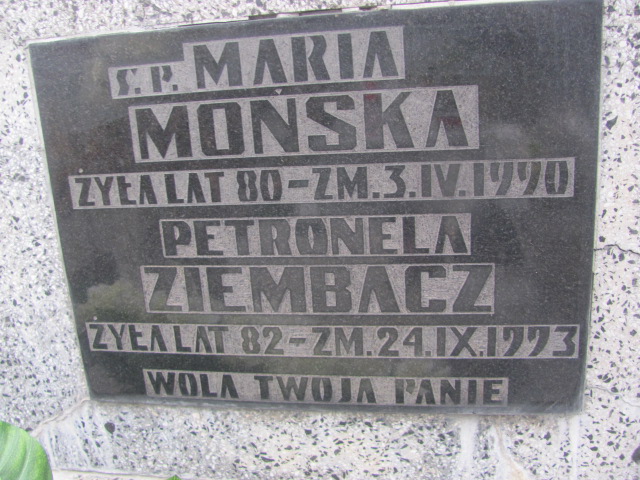 Ś.P. MARIA
MOŃSKA
ŻYŁA LAT 80-ZM.3.IV.1990
PETRONELA
ZIEMBACZ
ŻYŁA LAT 82-ZM.24.IX.1993
WOLA TWOJA PANIE